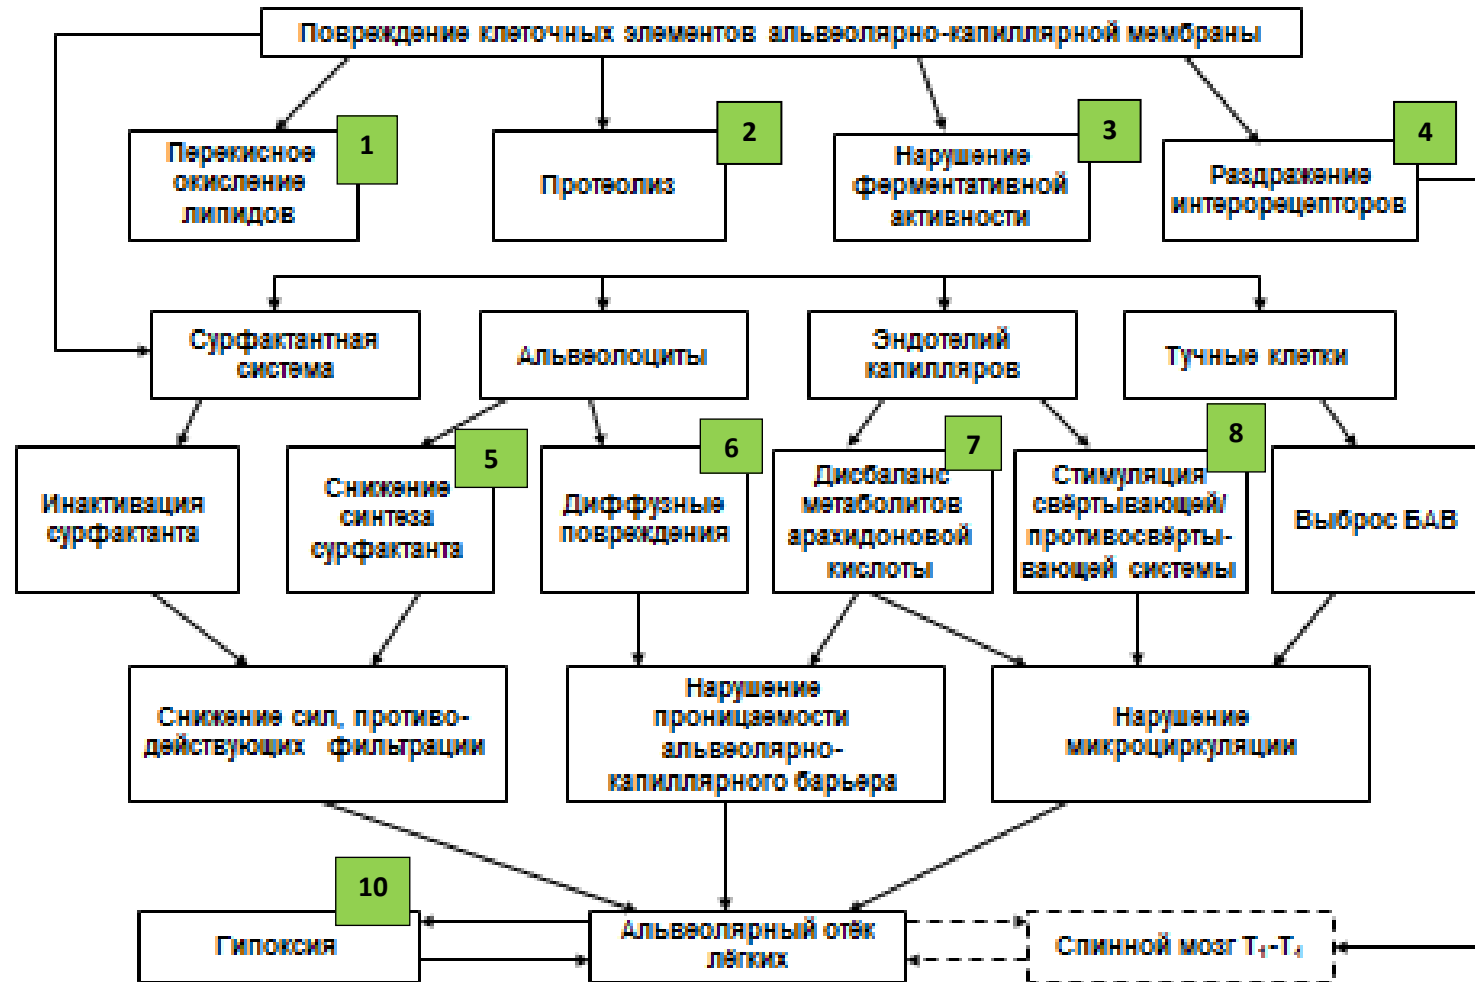 Повреждение клеточных элементов альвеолярно-капиллярной мембраны
1
Перекисное
окисление
липидов
2
Протеолиз
3
Нарушение
ферментативной
активности
4
Раздражение
интерорецепторов
Сурфактантная
система
Альвеолоциты
Эндотелий
капилляров
Тучные клетки
Инактивация
сурфактанта
5
Снижение
синтеза
сурфактанта
6
Диффузные
повреждения
7
Дисбаланс
метаболитов
арахидоновой
кислоты
8
Стимуляция
свёртывающей/
противосвёрты-
вающей системы
Выброс БАВ
Снижение сил, противо-
действующих фильтрации
Нарушение
проницаемости
альвеолярно-
капиллярного барьера
Нарушение
микроциркуляции
10
Гипоксия
Альвеолярный отёк
лёгких
Спинной мозг Т₁-Т₄